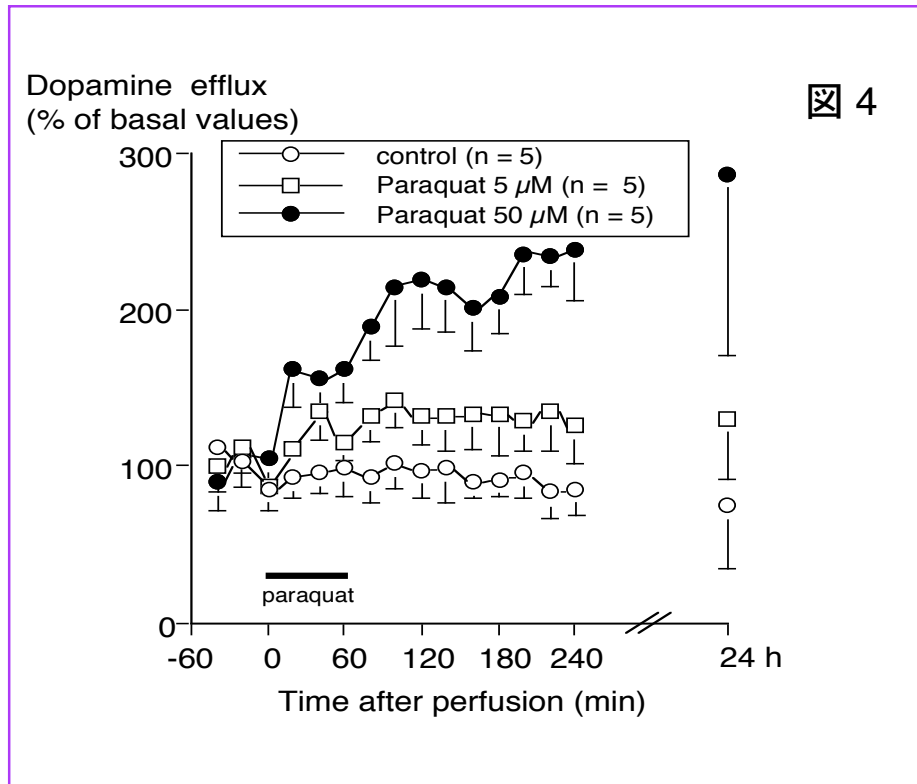 Dopamine efflux
(% of basal values)
図 4
control (n = 5)
Paraquat 5 µM (n = 5)
Paraquat 50 µM (n = 5)
300
200
100
0
paraquat
-60 0 60 120 180 240 24 h
Time after perfusion (min)